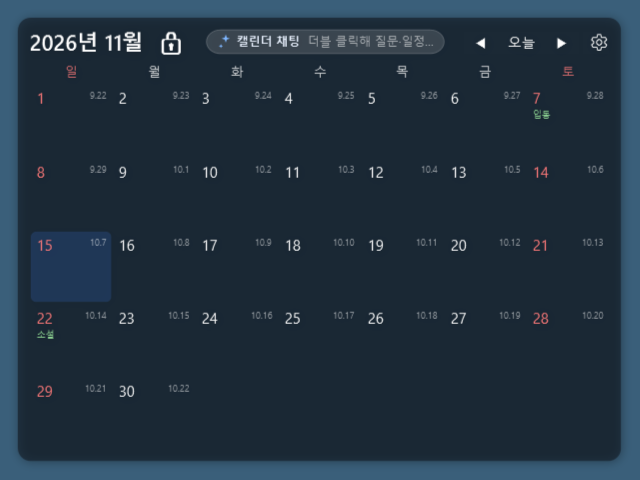 2026년 11월 캘린더 채팅 더블 클릭해 질문·일정... 오늘
일 월 화 수 목 금 토
1 9.22 2 9.23 3 9.24 4 9.25 5 9.26 6 9.27 7 9.28
입동
8 9.29 9 10.1 10 10.2 11 10.3 12 10.4 13 10.5 14 10.6
15 10.7 16 10.8 17 10.9 18 10.10 19 10.11 20 10.12 21 10.13
22 10.14 23 10.15 24 10.16 25 10.17 26 10.18 27 10.19 28 10.20
소설
29 10.21 30 10.22